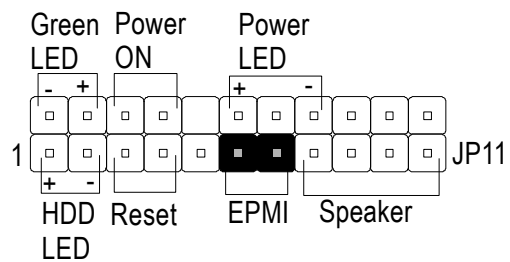 Green Power Power
LED ON LED
- + + -
1 JP11
+ -
HDD Reset EPMI Speaker
LED